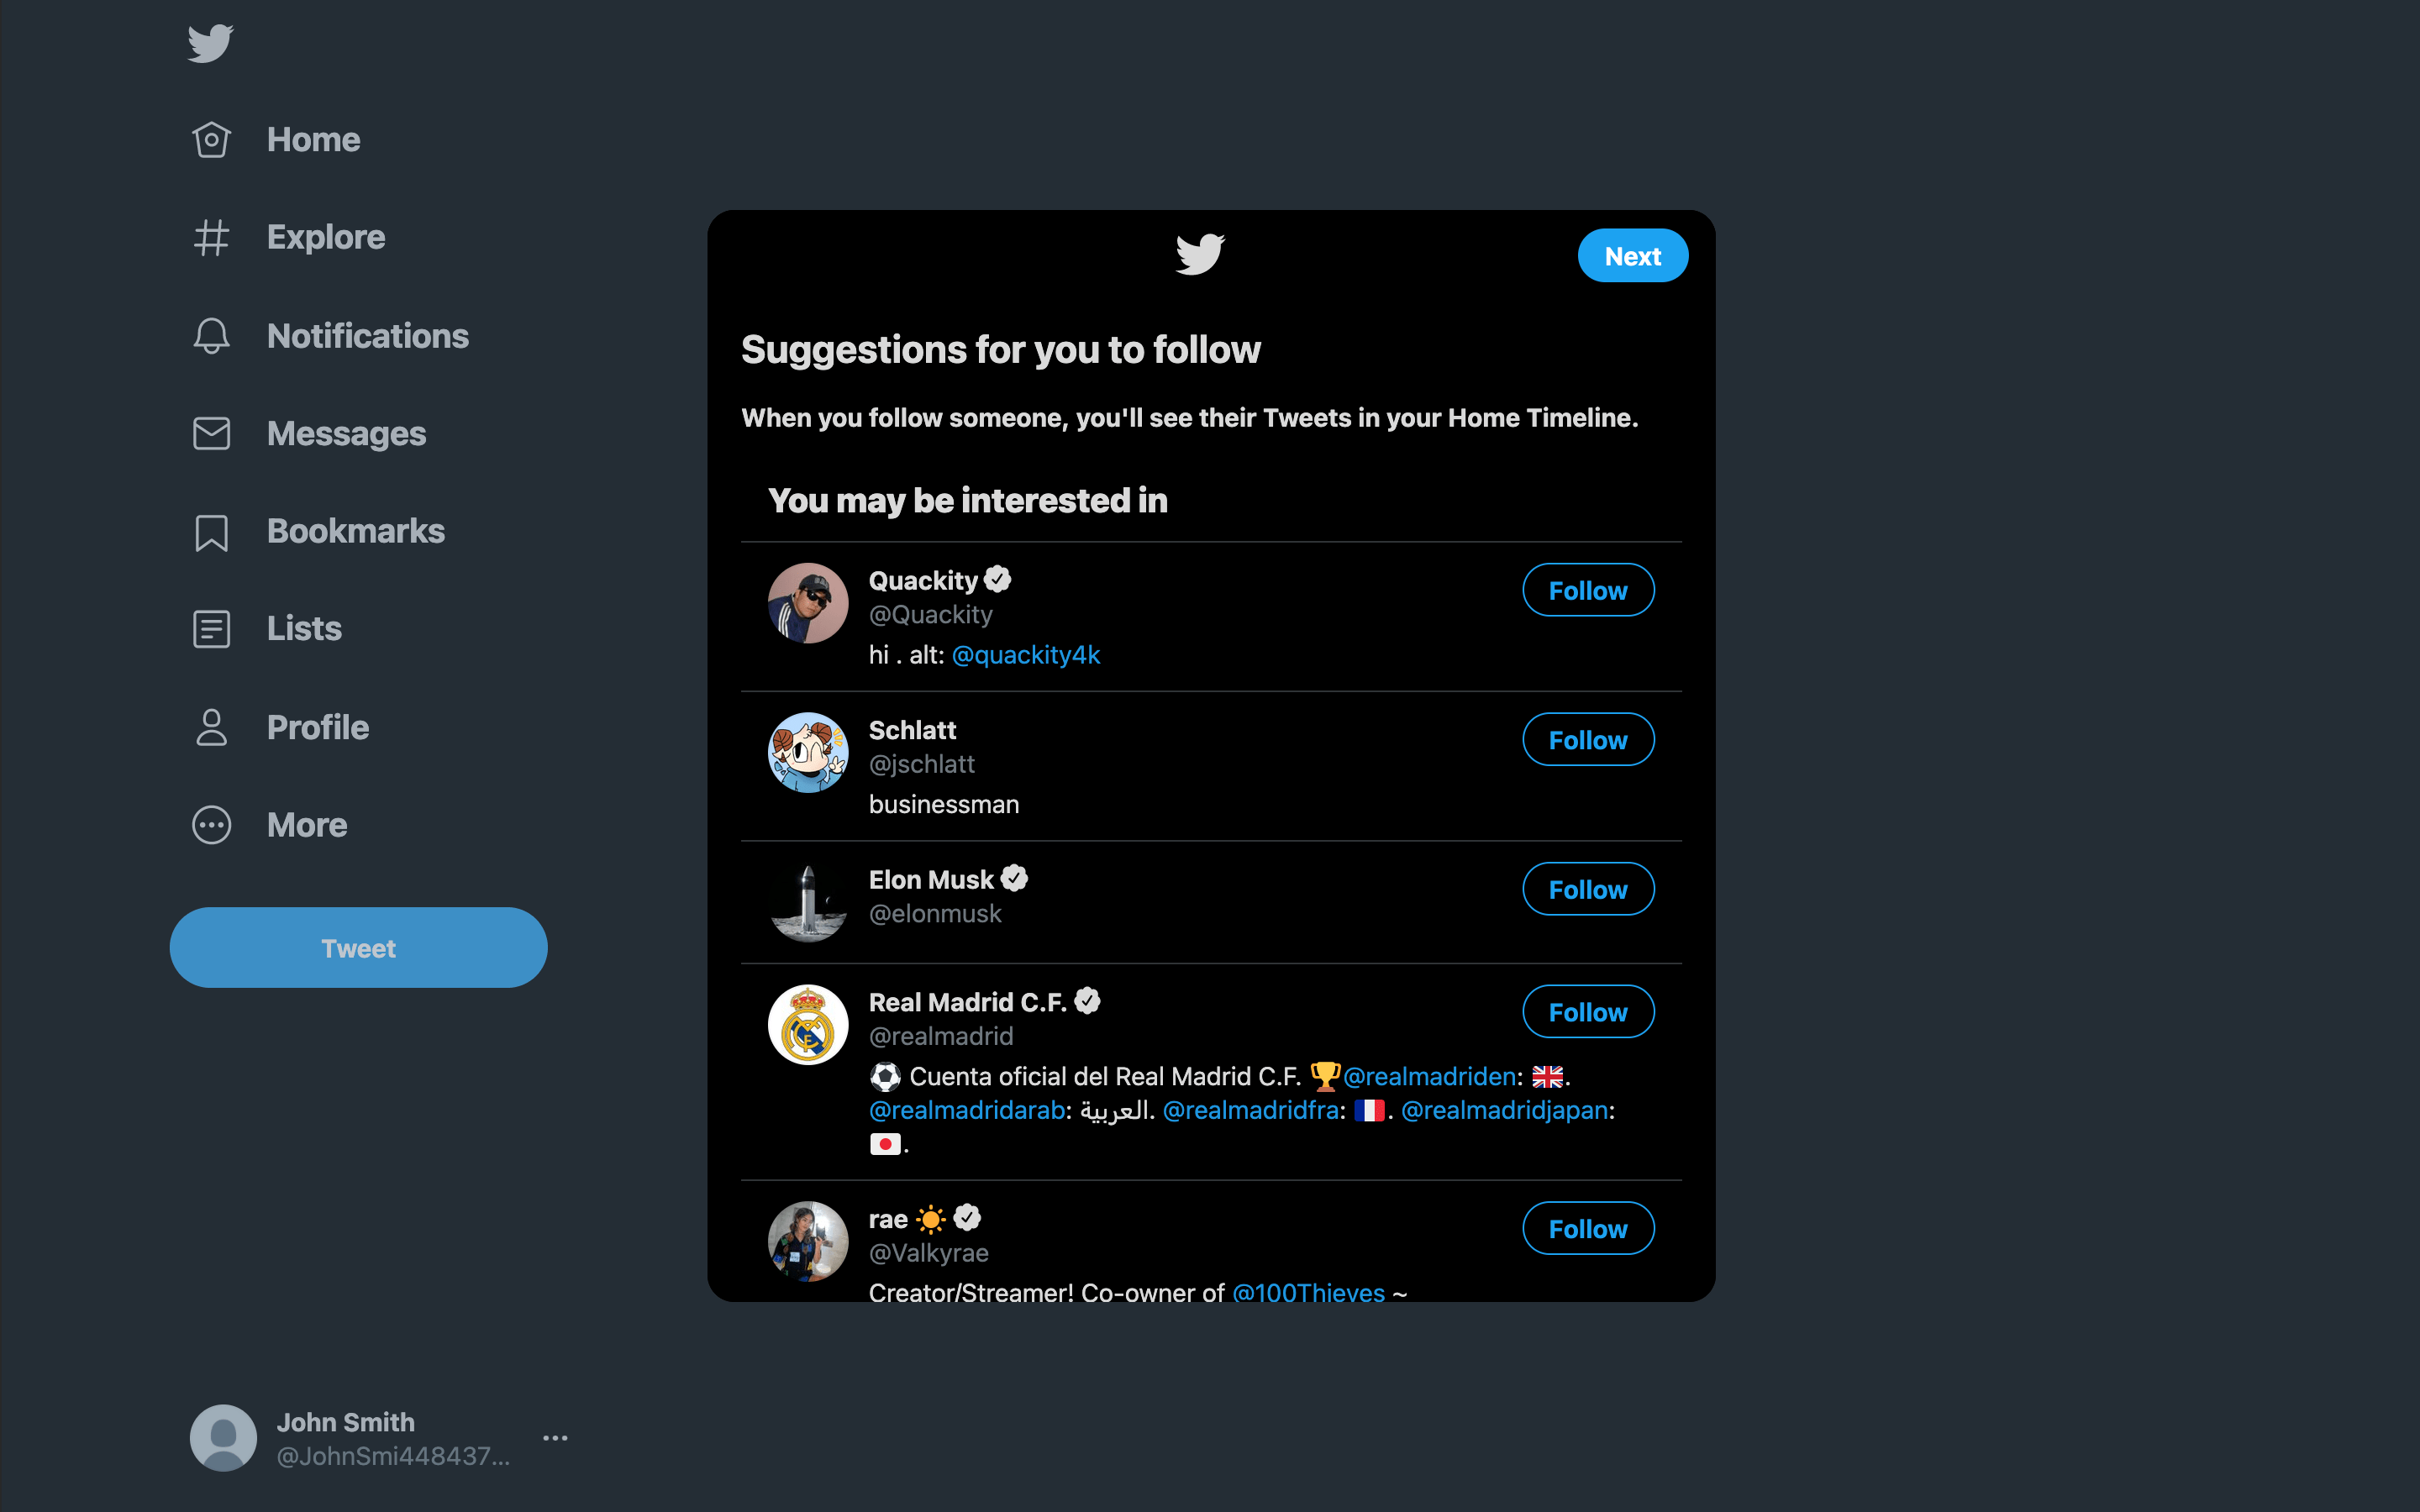 Home
Explore
Notifications
Messages
Bookmarks
Lists
Profile
More
Tweet
John Smith
@JohnSmi448437...
Next
Suggestions for you to follow
When you follow someone, you'll see their Tweets in your Home Timeline.
You may be interested in
Quackity
@Quackity
Follow
hi . alt: @quackity4k
Schlatt
@jschlatt
Follow
businessman
Elon Musk
@elonmusk
Follow
Real Madrid C.F.
@realmadrid
Follow
⚽ Cuenta oficial del Real Madrid C.F. 🏆@realmadriden: 🇬🇧.
@realmadridarab: العربية. @realmadridfra: 🇫🇷. @realmadridjapan:
🇯🇵.
rae ☀️
@Valkyrae
Follow
Creator/Streamer! Co-owner of @100Thieves ~